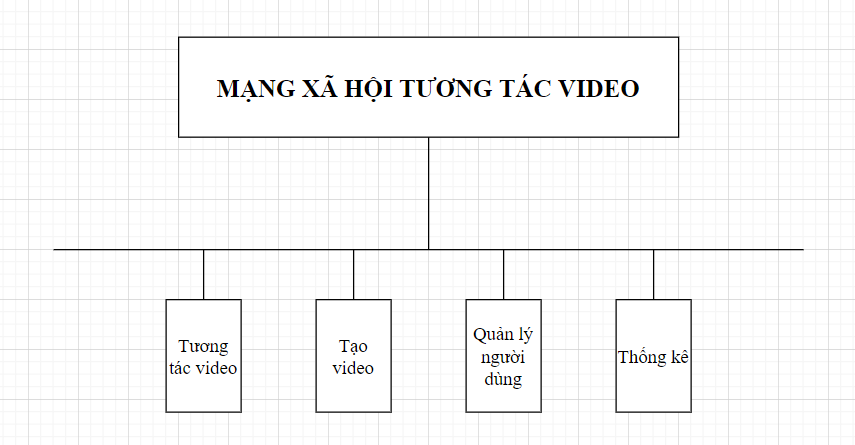 MẠNG XÃ HỘI TƯƠNG TÁC VIDEO
Tương
tác video
Tạo
video
Quản lý
người
dùng
Thống kê